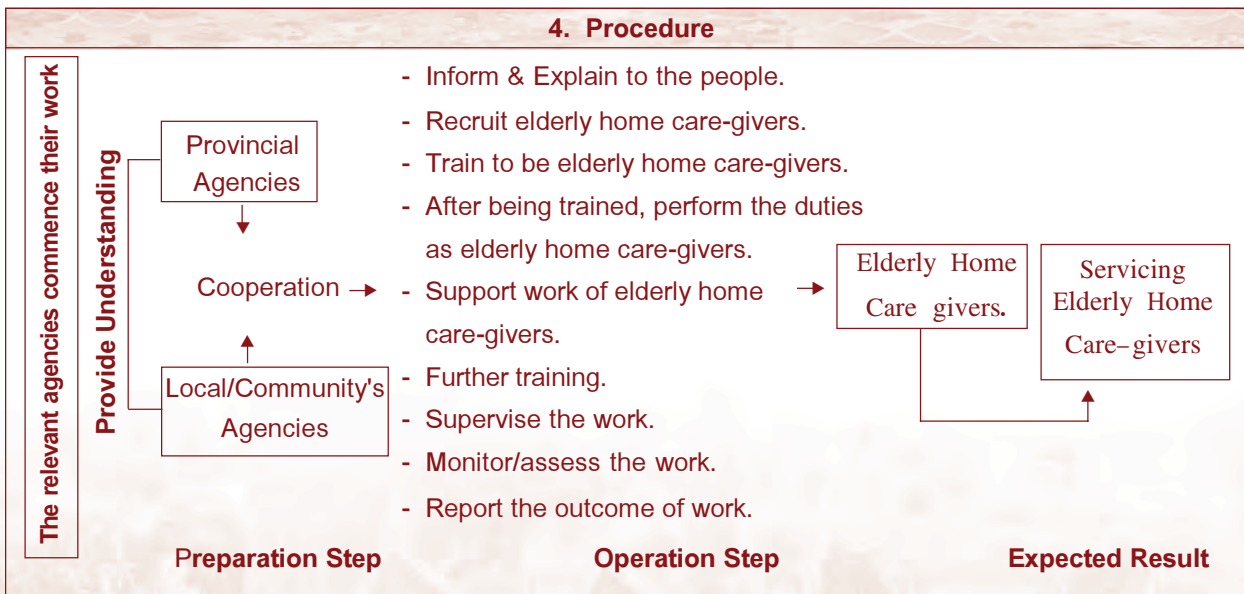 4. Procedure
The relevant agencies commence their work
Provide Understanding
Provincial
Agencies
Cooperation
Local/Community's
Agencies
- Inform & Explain to the people.
- Recruit elderly home care-givers.
- Train to be elderly home care-givers.
- After being trained, perform the duties
as elderly home care-givers.
- Support work of elderly home
care-givers.
- Further training.
- Supervise the work.
- Monitor/assess the work.
- Report the outcome of work.
Elderly Home
Care givers.
Servicing
Elderly Home
Care-givers
Preparation Step
Operation Step
Expected Result